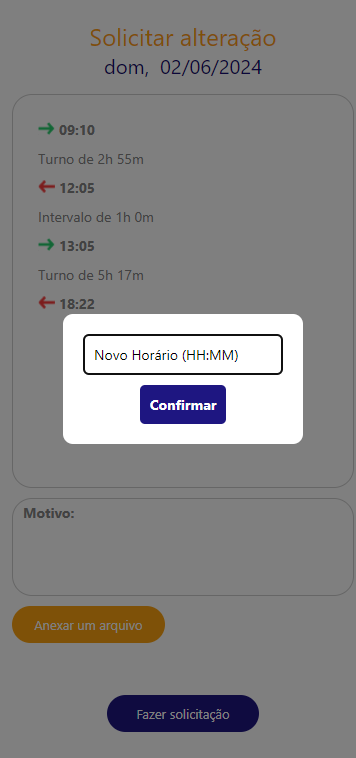 Solicitar alteração
dom, 02/06/2024
09:10
Turno de 2h 55m
12:05
Intervalo de 1h 0m
13:05
Turno de 5h 17m
18:22
Novo Horário (HH:MM)
Confirmar
Motivo:
Anexar um arquivo
Fazer solicitação